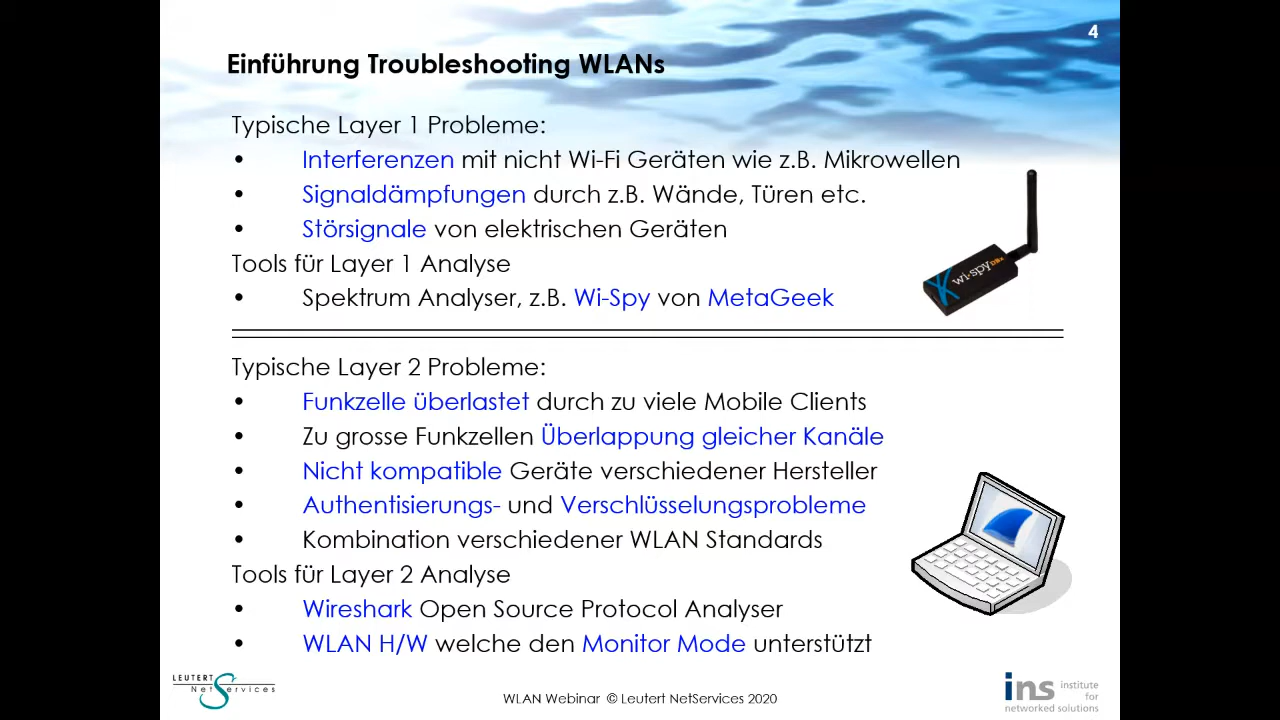 4
Einführung Troubleshooting WLANs
Typische Layer 1 Probleme:
• Interferenzen mit nicht Wi-Fi Geräten wie z.B. Mikrowellen
• Signaldämpfungen durch z.B. Wände, Türen etc.
• Störsignale von elektrischen Geräten
Tools für Layer 1 Analyse
• Spektrum Analyser, z.B. Wi-Spy von MetaGeek
wi-spy DBx
Typische Layer 2 Probleme:
• Funkzelle überlastet durch zu viele Mobile Clients
• Zu grosse Funkzellen Überlappung gleicher Kanäle
• Nicht kompatible Geräte verschiedener Hersteller
• Authentisierungs- und Verschlüsselungsprobleme
• Kombination verschiedener WLAN Standards
Tools für Layer 2 Analyse
• Wireshark Open Source Protocol Analyser
• WLAN H/W welche den Monitor Mode unterstützt
LEUTERT
NetServices
WLAN Webinar © Leutert NetServices 2020
ins institute
for
networked solutions